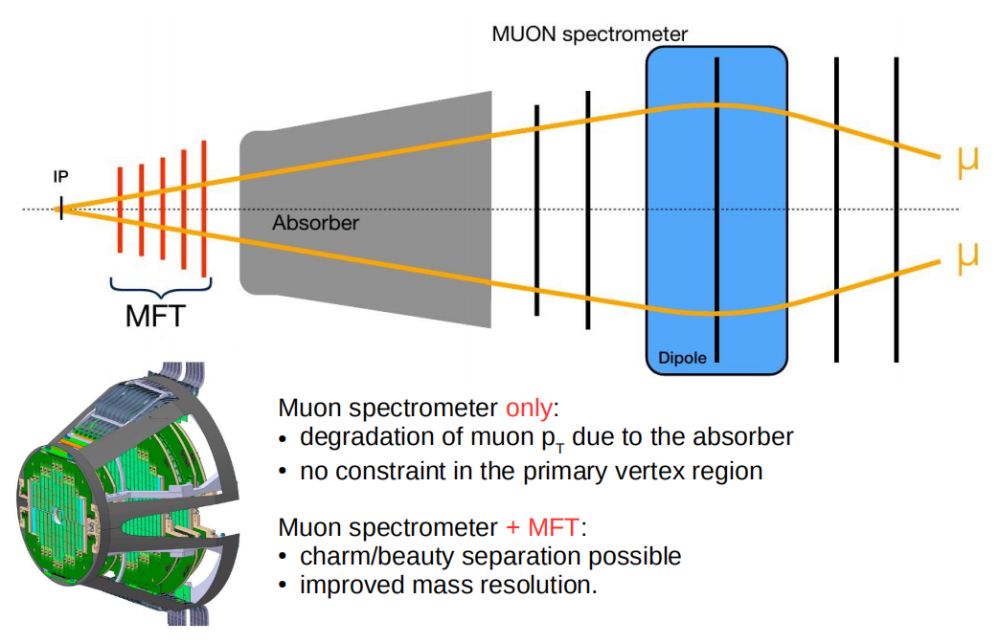 MUON spectrometer
IP
Absorber
μ
μ
MFT
Dipole
Muon spectrometer only:
• degradation of muon pT due to the absorber
• no constraint in the primary vertex region
Muon spectrometer + MFT:
• charm/beauty separation possible
• improved mass resolution.